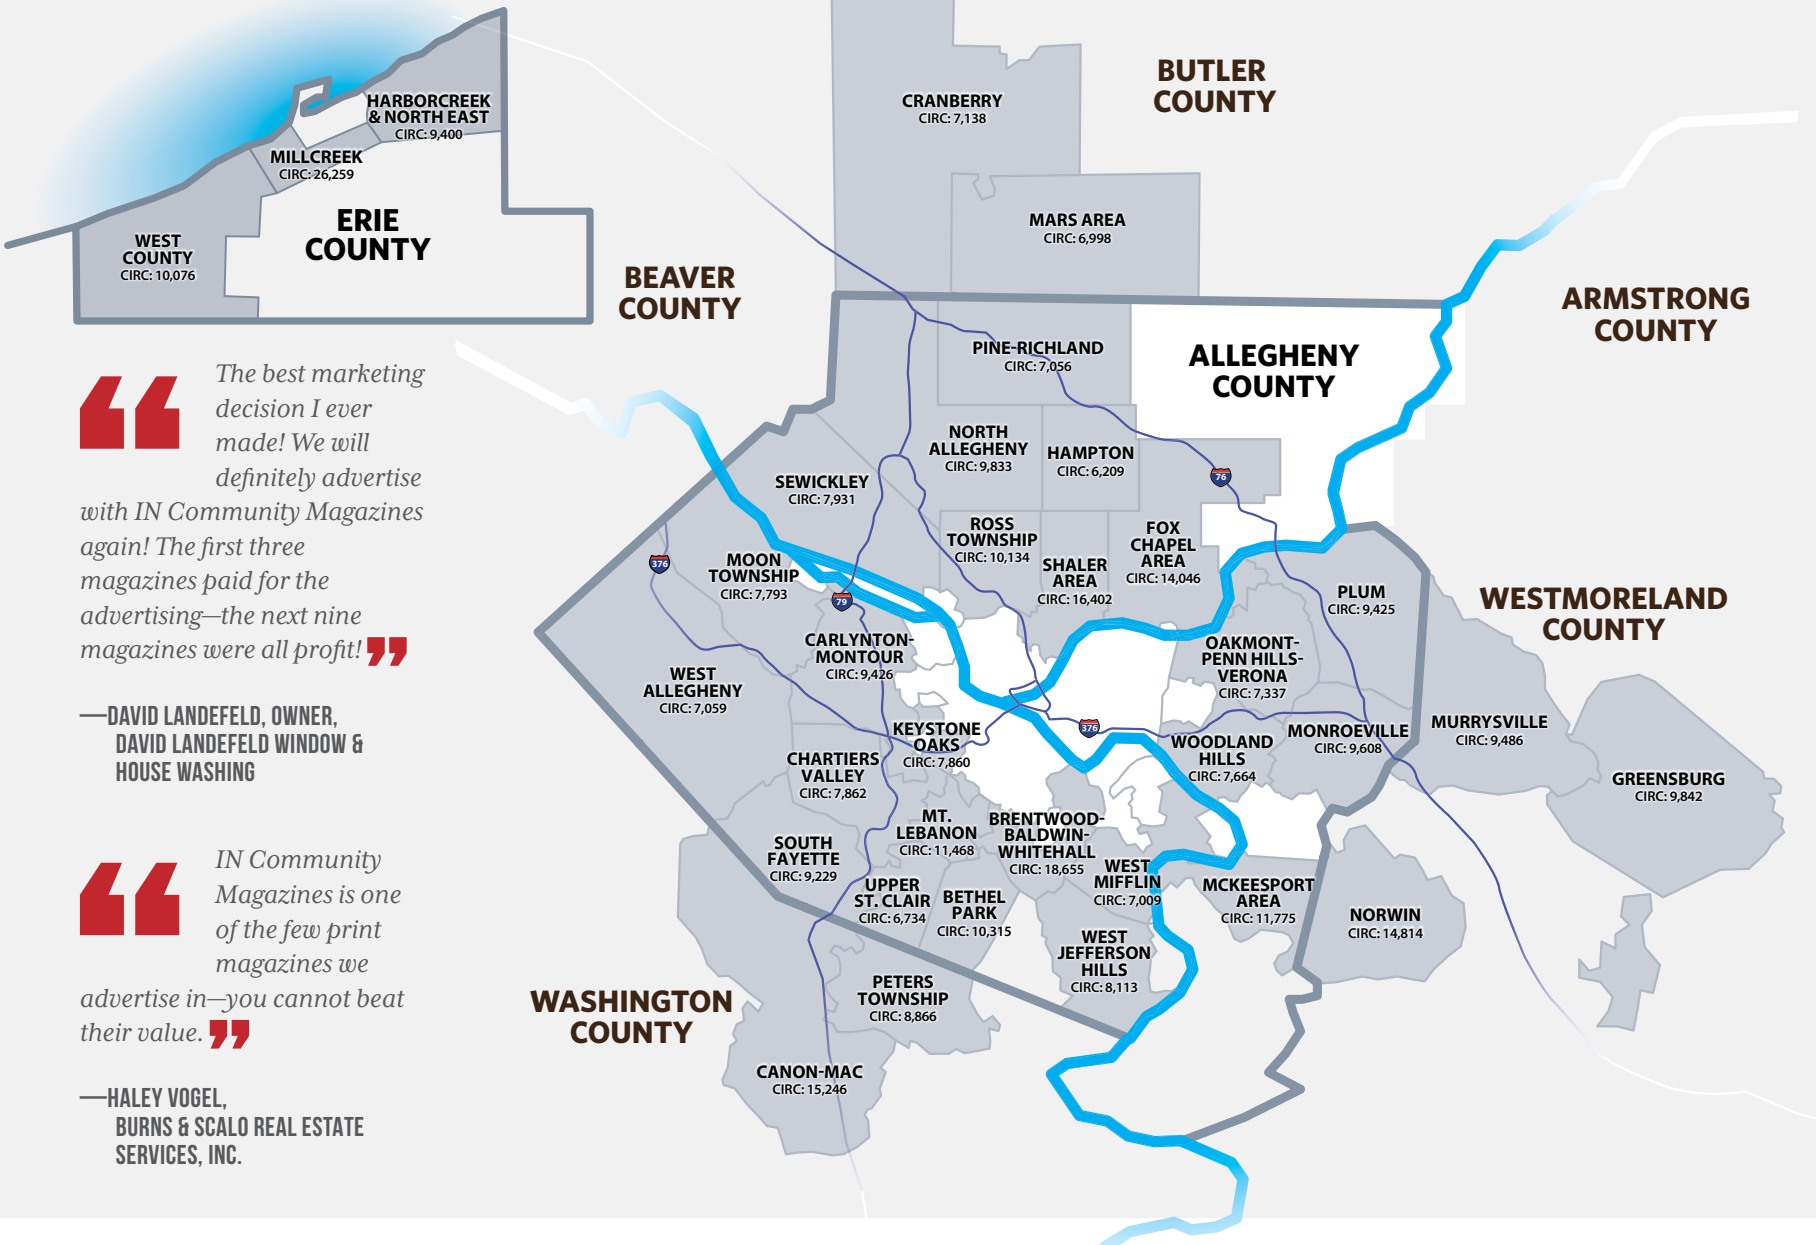 HARBORCREEK
& NORTH EAST
CIRC: 9,400
MILLCREEK
CIRC: 26,259
ERIE
COUNTY
WEST
COUNTY
CIRC: 10,076
The best marketing
decision I ever
made! We will
definitely advertise
with IN Community Magazines
again! The first three
magazines paid for the
advertising—the next nine
magazines were all profit!
—DAVID LANDEFELD, OWNER,
DAVID LANDEFELD WINDOW &
HOUSE WASHING
IN Community
Magazines is one
of the few print
magazines we
advertise in—you cannot beat
their value.
—HALEY VOGEL,
BURNS & SCALO REAL ESTATE
SERVICES, INC.
BUTLER
COUNTY
CRANBERRY
CIRC: 7,138
MARS AREA
CIRC: 6,998
BEAVER
COUNTY
ARMSTRONG
COUNTY
ALLEGHENY
COUNTY
PINE-RICHLAND
CIRC: 7,056
NORTH
ALLEGHENY
CIRC: 9,833
HAMPTON
CIRC: 6,209
76
SEWICKLEY
CIRC: 7,931
ROSS
TOWNSHIP
CIRC: 10,134
FOX
CHAPEL
AREA
CIRC: 14,046
SHALER
AREA
CIRC: 16,402
376
MOON
TOWNSHIP
CIRC: 7,793
79
PLUM
CIRC: 9,425
WESTMORELAND
COUNTY
CARLYNTON-
MONTOUR
CIRC: 9,426
OAKMONT-
PENN HILLS-
VERONA
CIRC: 7,337
WEST
ALLEGHENY
CIRC: 7,059
KEYSTONE
OAKS
CIRC: 7,860
376
WOODLAND
HILLS
CIRC: 7,664
MONROEVILLE
CIRC: 9,608
MURRYSVILLE
CIRC: 9,486
GREENSBURG
CIRC: 9,842
CHARTIERS
VALLEY
CIRC: 7,862
MT.
LEBANON
CIRC: 11,468
BRENTWOOD-
BALDWIN-
WHITEHALL
CIRC: 18,655
SOUTH
FAYETTE
CIRC: 9,229
WEST
MIFFLIN
CIRC: 7,009
UPPER
ST. CLAIR
CIRC: 6,734
BETHEL
PARK
CIRC: 10,315
MCKEESPORT
AREA
CIRC: 11,775
NORWIN
CIRC: 14,814
WEST
JEFFERSON
HILLS
CIRC: 8,113
PETERS
TOWNSHIP
CIRC: 8,866
WASHINGTON
COUNTY
CANON-MAC
CIRC: 15,246